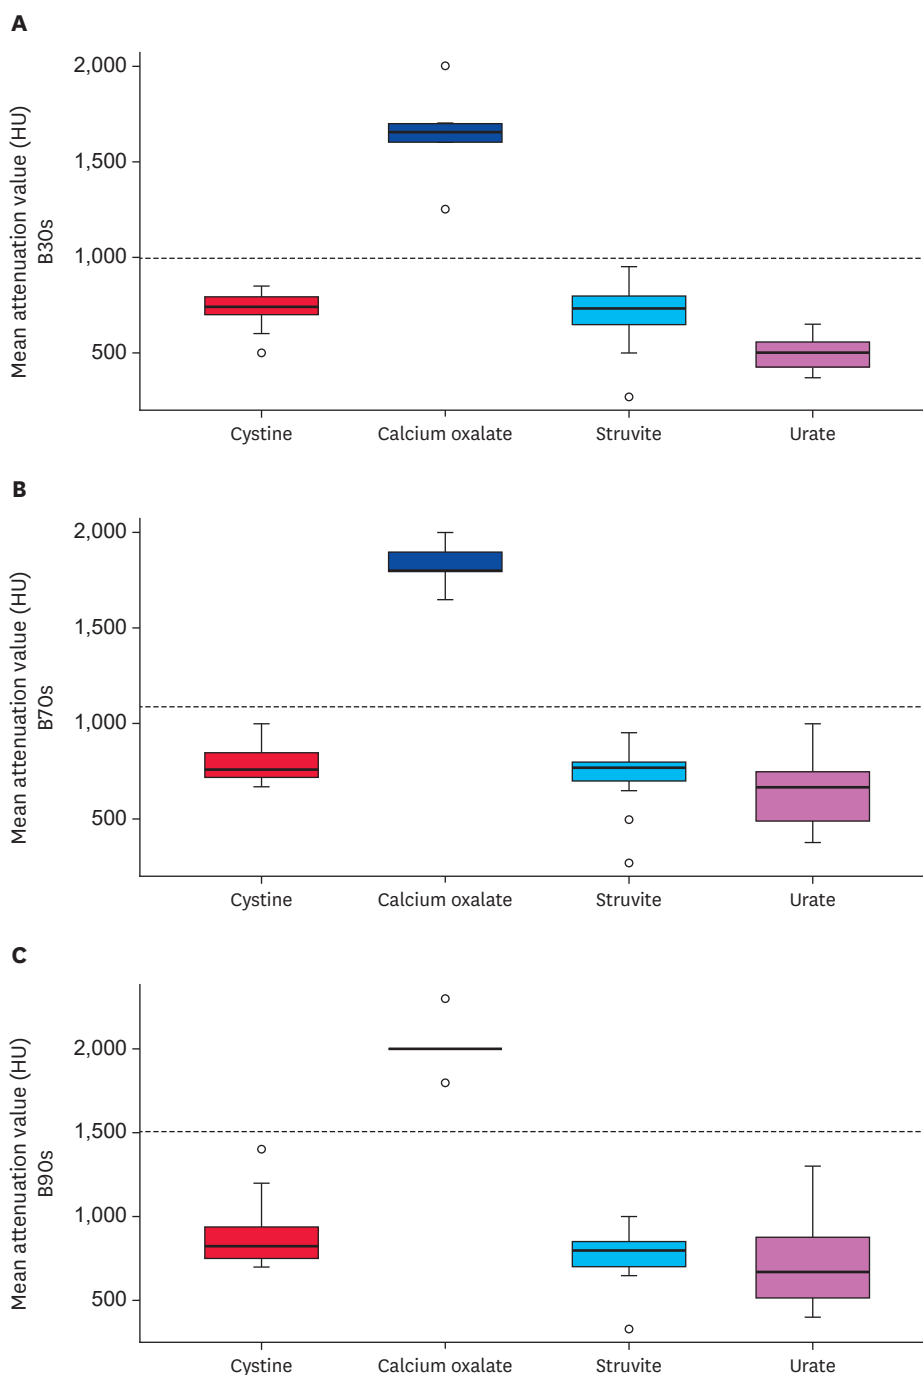 A
Mean attenuation value (HU)
B30s
2,000
1,500
1,000
500
Cystine
Calcium oxalate
Struvite
Urate
B
Mean attenuation value (HU)
B70s
2,000
1,500
1,000
500
Cystine
Calcium oxalate
Struvite
Urate
C
Mean attenuation value (HU)
B90s
2,000
1,500
1,000
500
Cystine
Calcium oxalate
Struvite
Urate